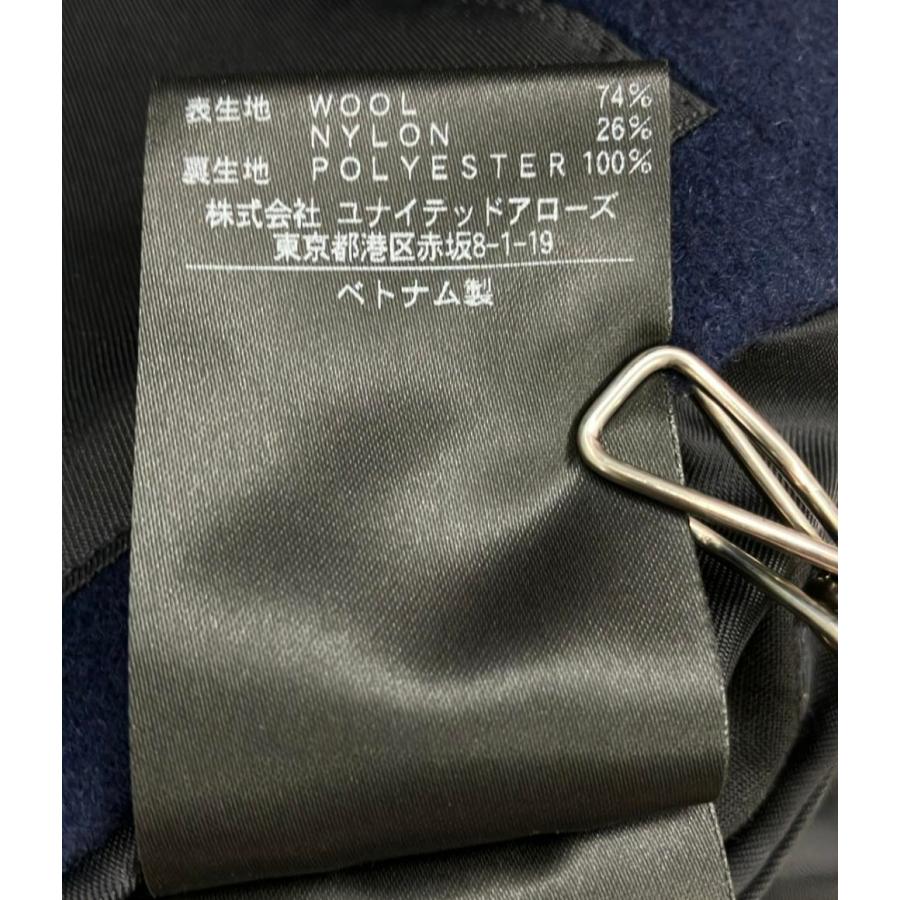 表生地 WOOL 74%
NYLON 26%
裏生地 POLYESTER 100%
株式会社 ユナイテッドアローズ
東京都港区赤坂8-1-19
ベトナム製